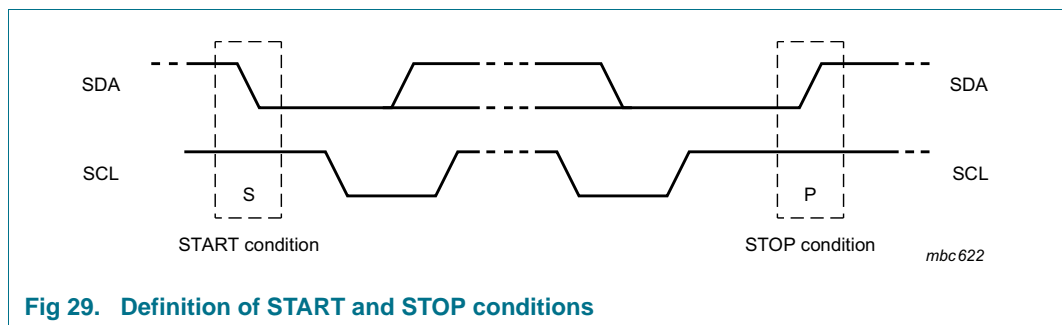 SDA SDA
SCL SCL
S P
START condition STOP condition
mbc622
Fig 29. Definition of START and STOP conditions